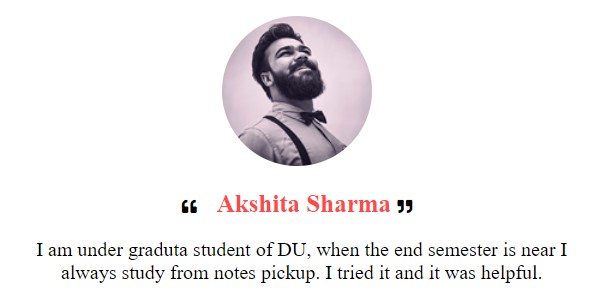 ❝ Akshita Sharma ❞
I am under graduta student of DU, when the end semester is near I
always study from notes pickup. I tried it and it was helpful.